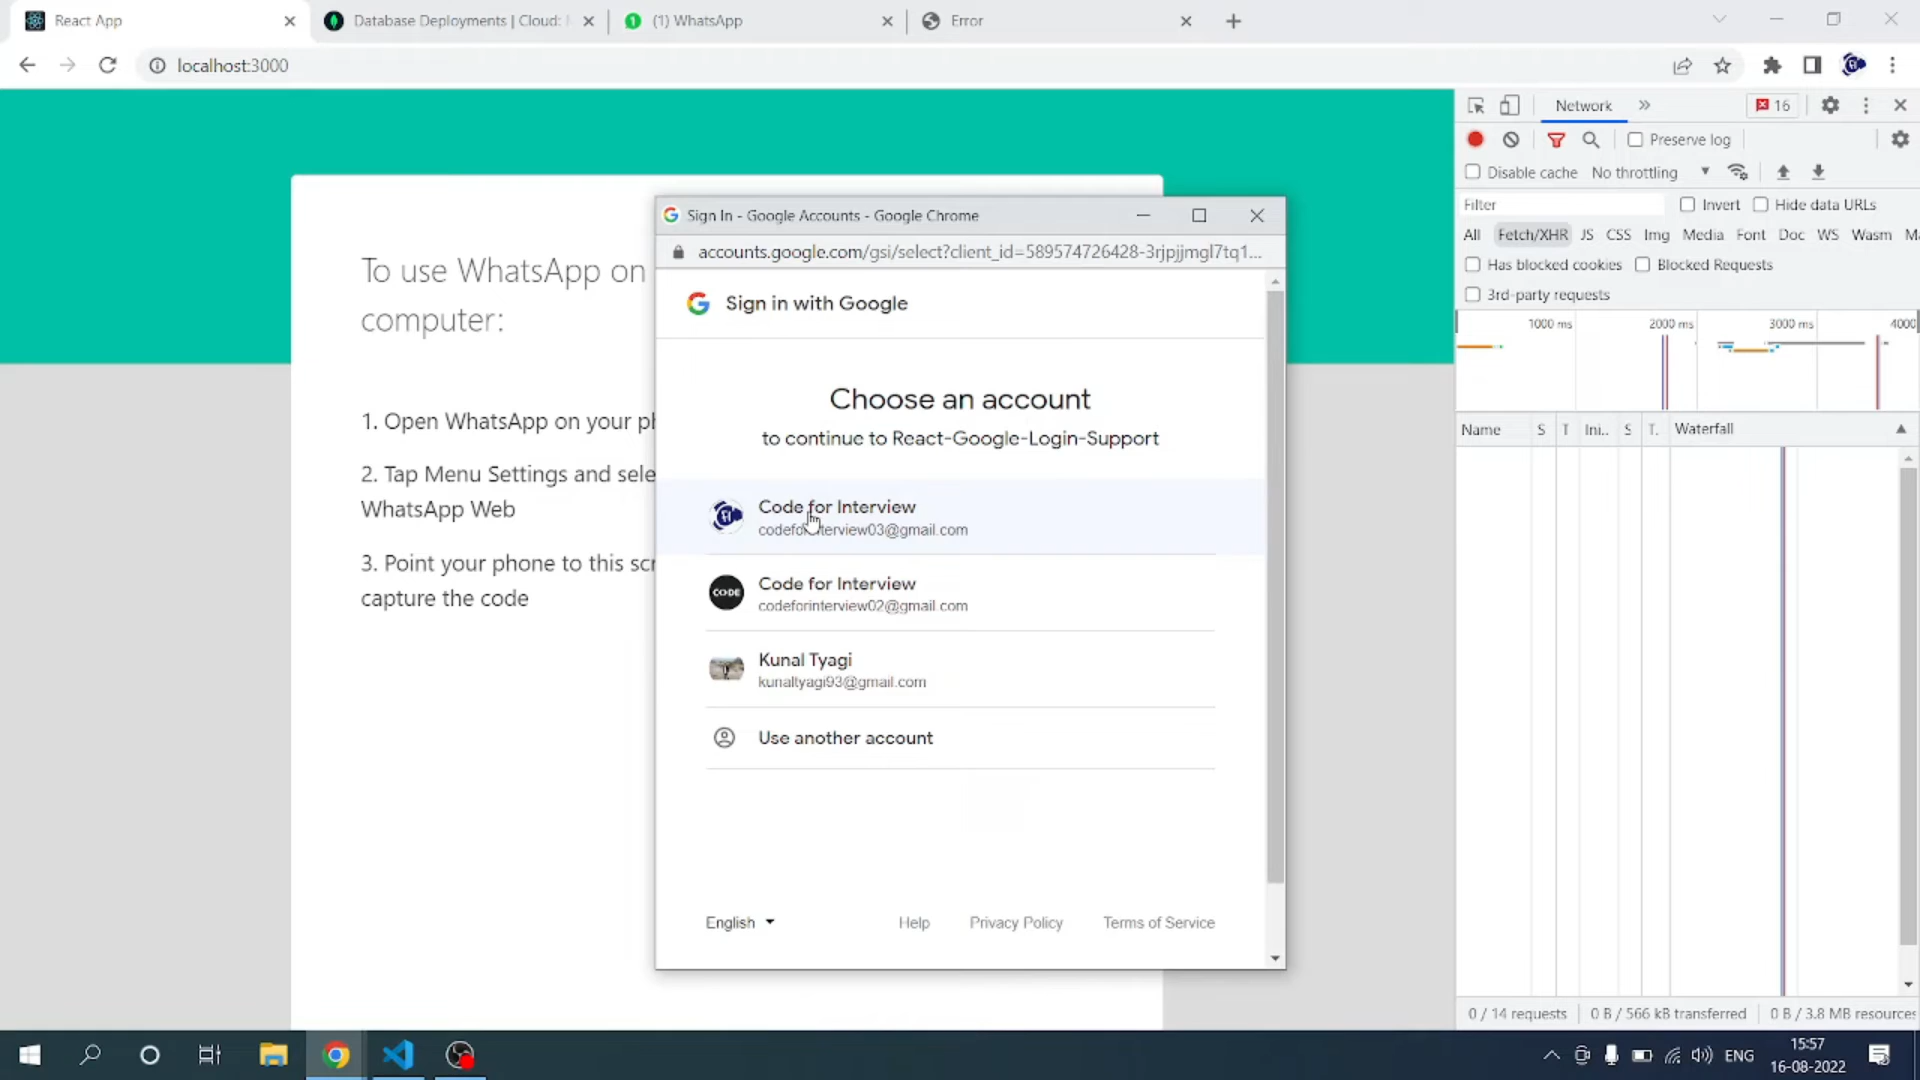 React App
Database Deployments | Cloud:
(1) WhatsApp
Error
localhost:3000
To use WhatsApp on
computer:
1. Open WhatsApp on your
2. Tap Menu Settings and
WhatsApp Web
3. Point your phone to this
capture the code
Sign In - Google Accounts - Google Chrome
accounts.google.com/gsi/select?client_id=589574726428-3rjpjjmgl7tq1...
Sign in with Google
Choose an account
to continue to React-Google-Login-Support
Code for Interview
codeforinterview03@gmail.com
CODE
Code for Interview
codeforinterview02@gmail.com
Kunal Tyagi
kunaltyagi93@gmail.com
Use another account
English
Help
Privacy Policy
Terms of Service
Network
16
Preserve log
Disable cache
No throttling
Filter
Invert
Hide data URLs
All
Fetch/XHR
JS
CSS
Img
Media
Font
Doc
WS
Wasm
Has blocked cookies
Blocked Requests
3rd-party requests
1000 ms
2000 ms
3000 ms
4000
Name
S
T
Ini..
S
T.
Waterfall
0 / 14 requests
0 B / 566 kB transferred
0 B / 3.8 MB resources
ENG
15:57
16-08-2022